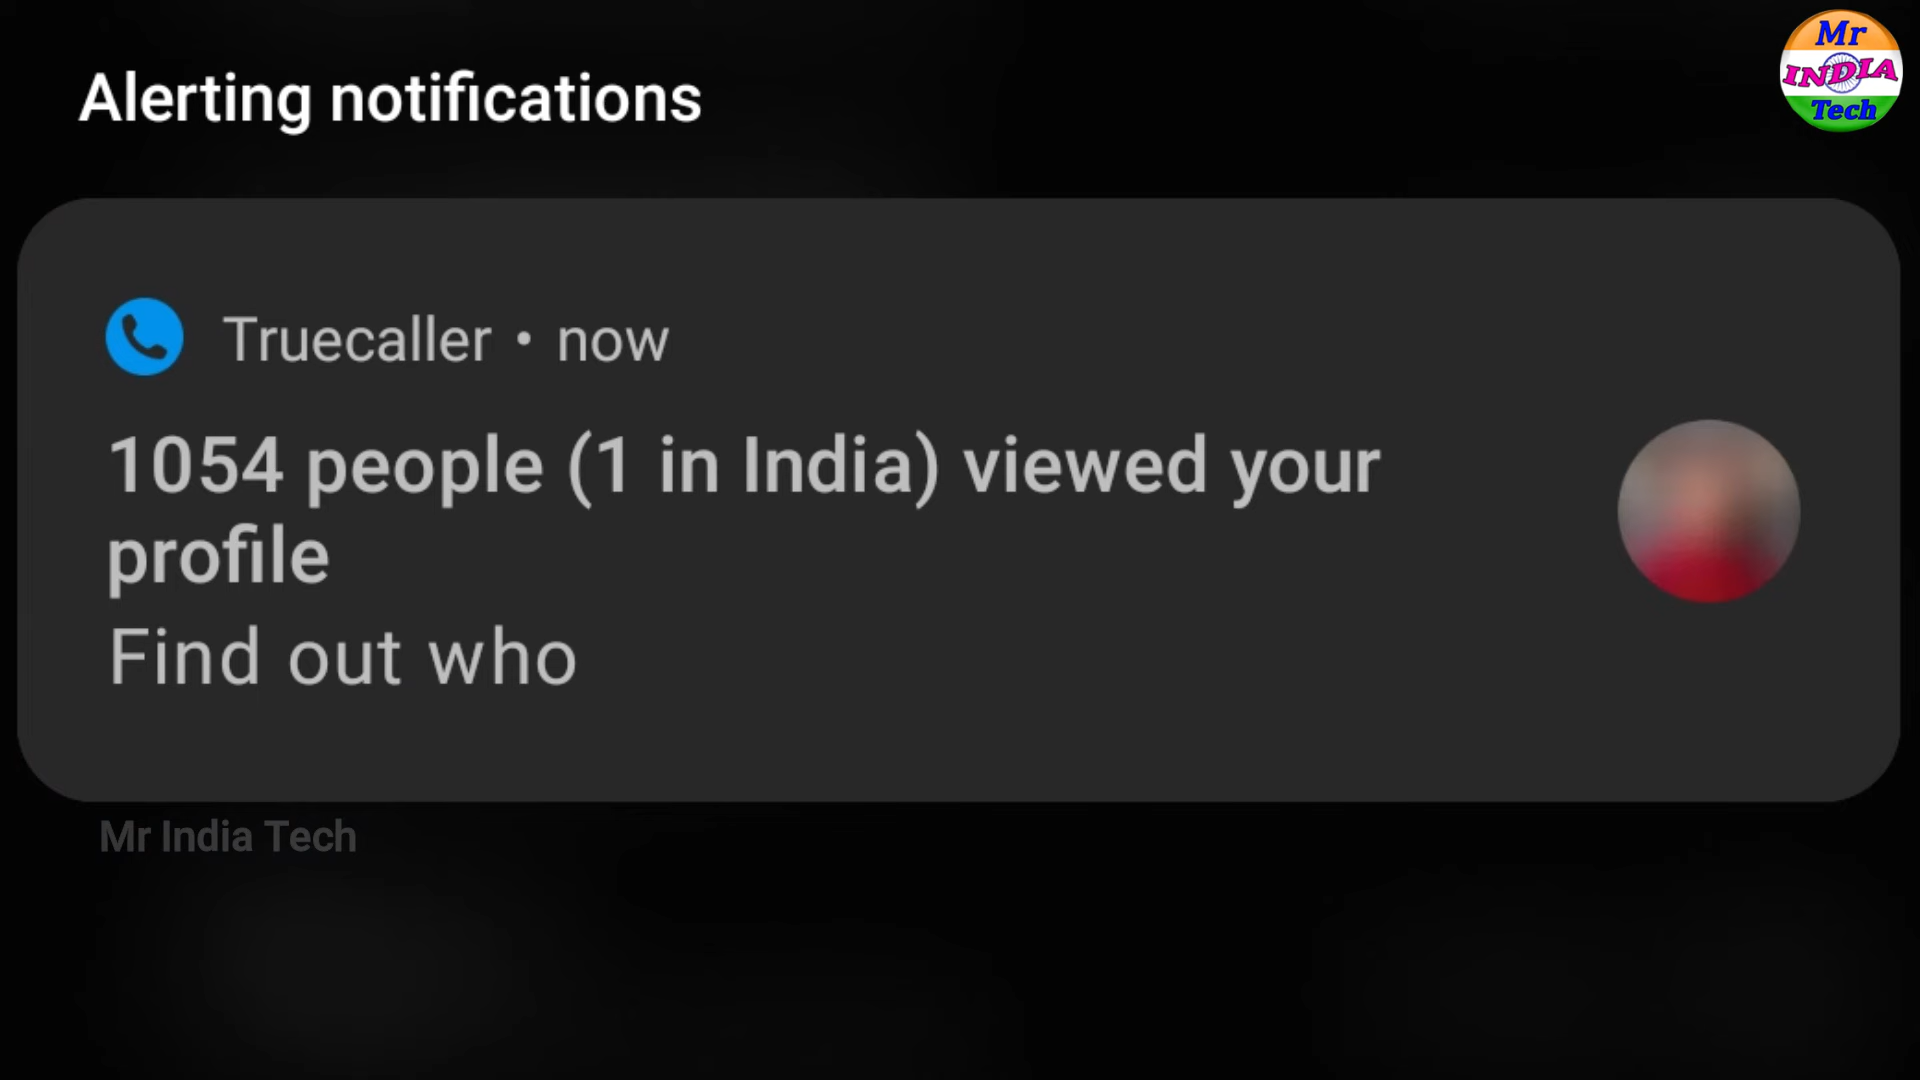 Mr
INDIA
Tech
Alerting notifications
Truecaller • now
1054 people (1 in India) viewed your
profile
Find out who
Mr India Tech